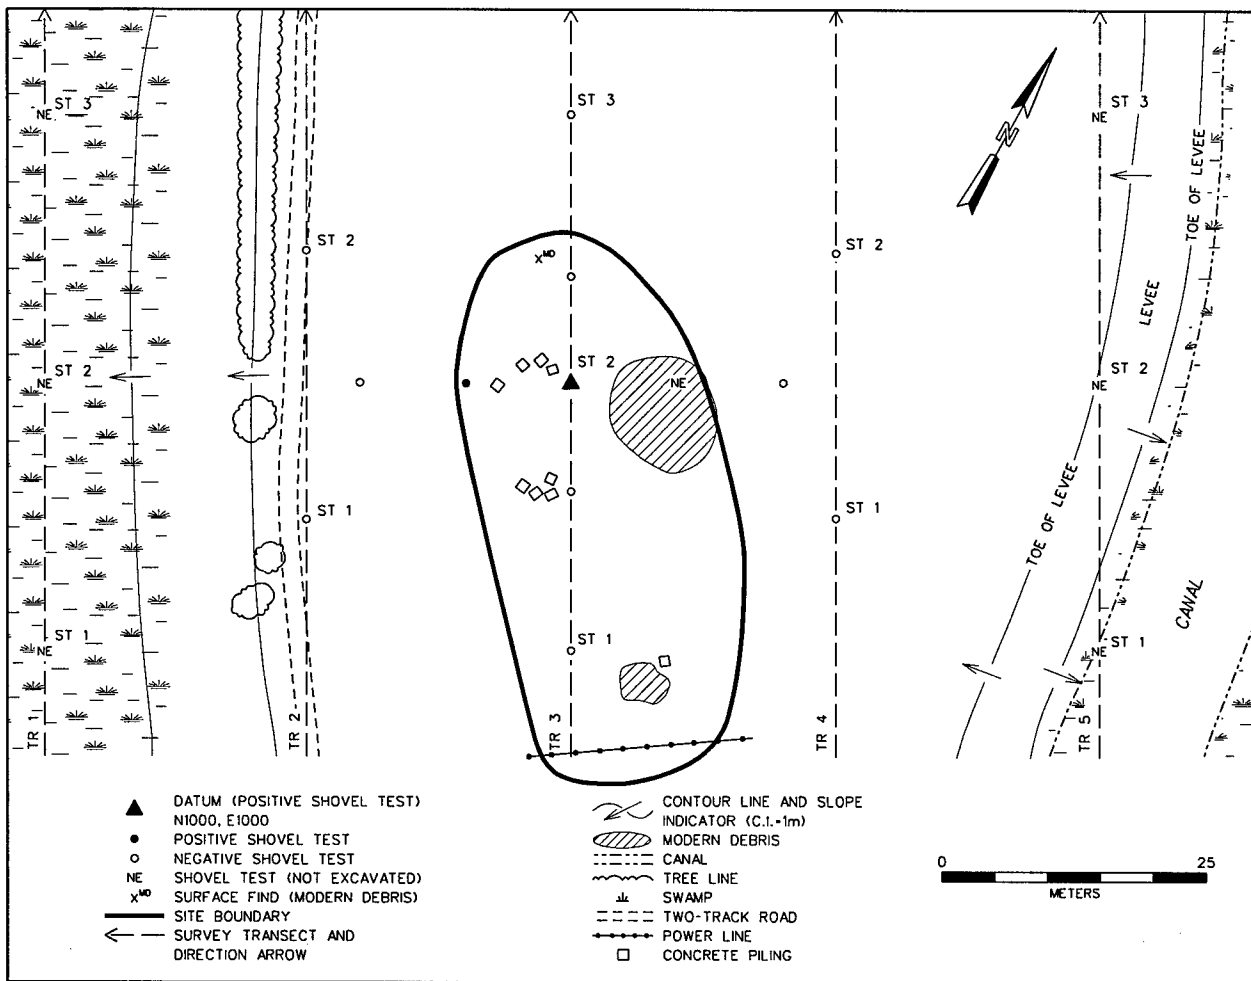 ST 3
NE
ST 3
ST 3
NE
N
TOE OF LEVEE
ST 2
x MD
ST 2
LEVEE
ST 2
NE
ST 2
NE
ST 2
NE
ST 1
ST 1
TOE OF LEVEE
CANAL
ST 1
NE
ST 1
ST 1
NE
TR 1
TR 2
TR 3
TR 4
TR 5
DATUM (POSITIVE SHOVEL TEST)
N1000, E1000
POSITIVE SHOVEL TEST
NEGATIVE SHOVEL TEST
NE SHOVEL TEST (NOT EXCAVATED)
x MD SURFACE FIND (MODERN DEBRIS)
SITE BOUNDARY
SURVEY TRANSECT AND
DIRECTION ARROW
CONTOUR LINE AND SLOPE
INDICATOR (C.I.=1m)
MODERN DEBRIS
CANAL
TREE LINE
SWAMP
TWO-TRACK ROAD
POWER LINE
CONCRETE PILING
0 25
METERS